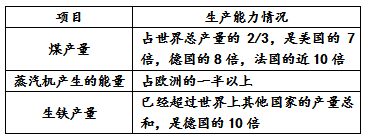 项目 生产能力情况
煤产量 占世界总产量的 2/3，是美国的 7
倍，德国的 8 倍，法国的近 10 倍
蒸汽机产生的能量 占欧洲的一半以上
生铁产量 已经超过世界上其他国家的产量总
和，是德国的 10 倍